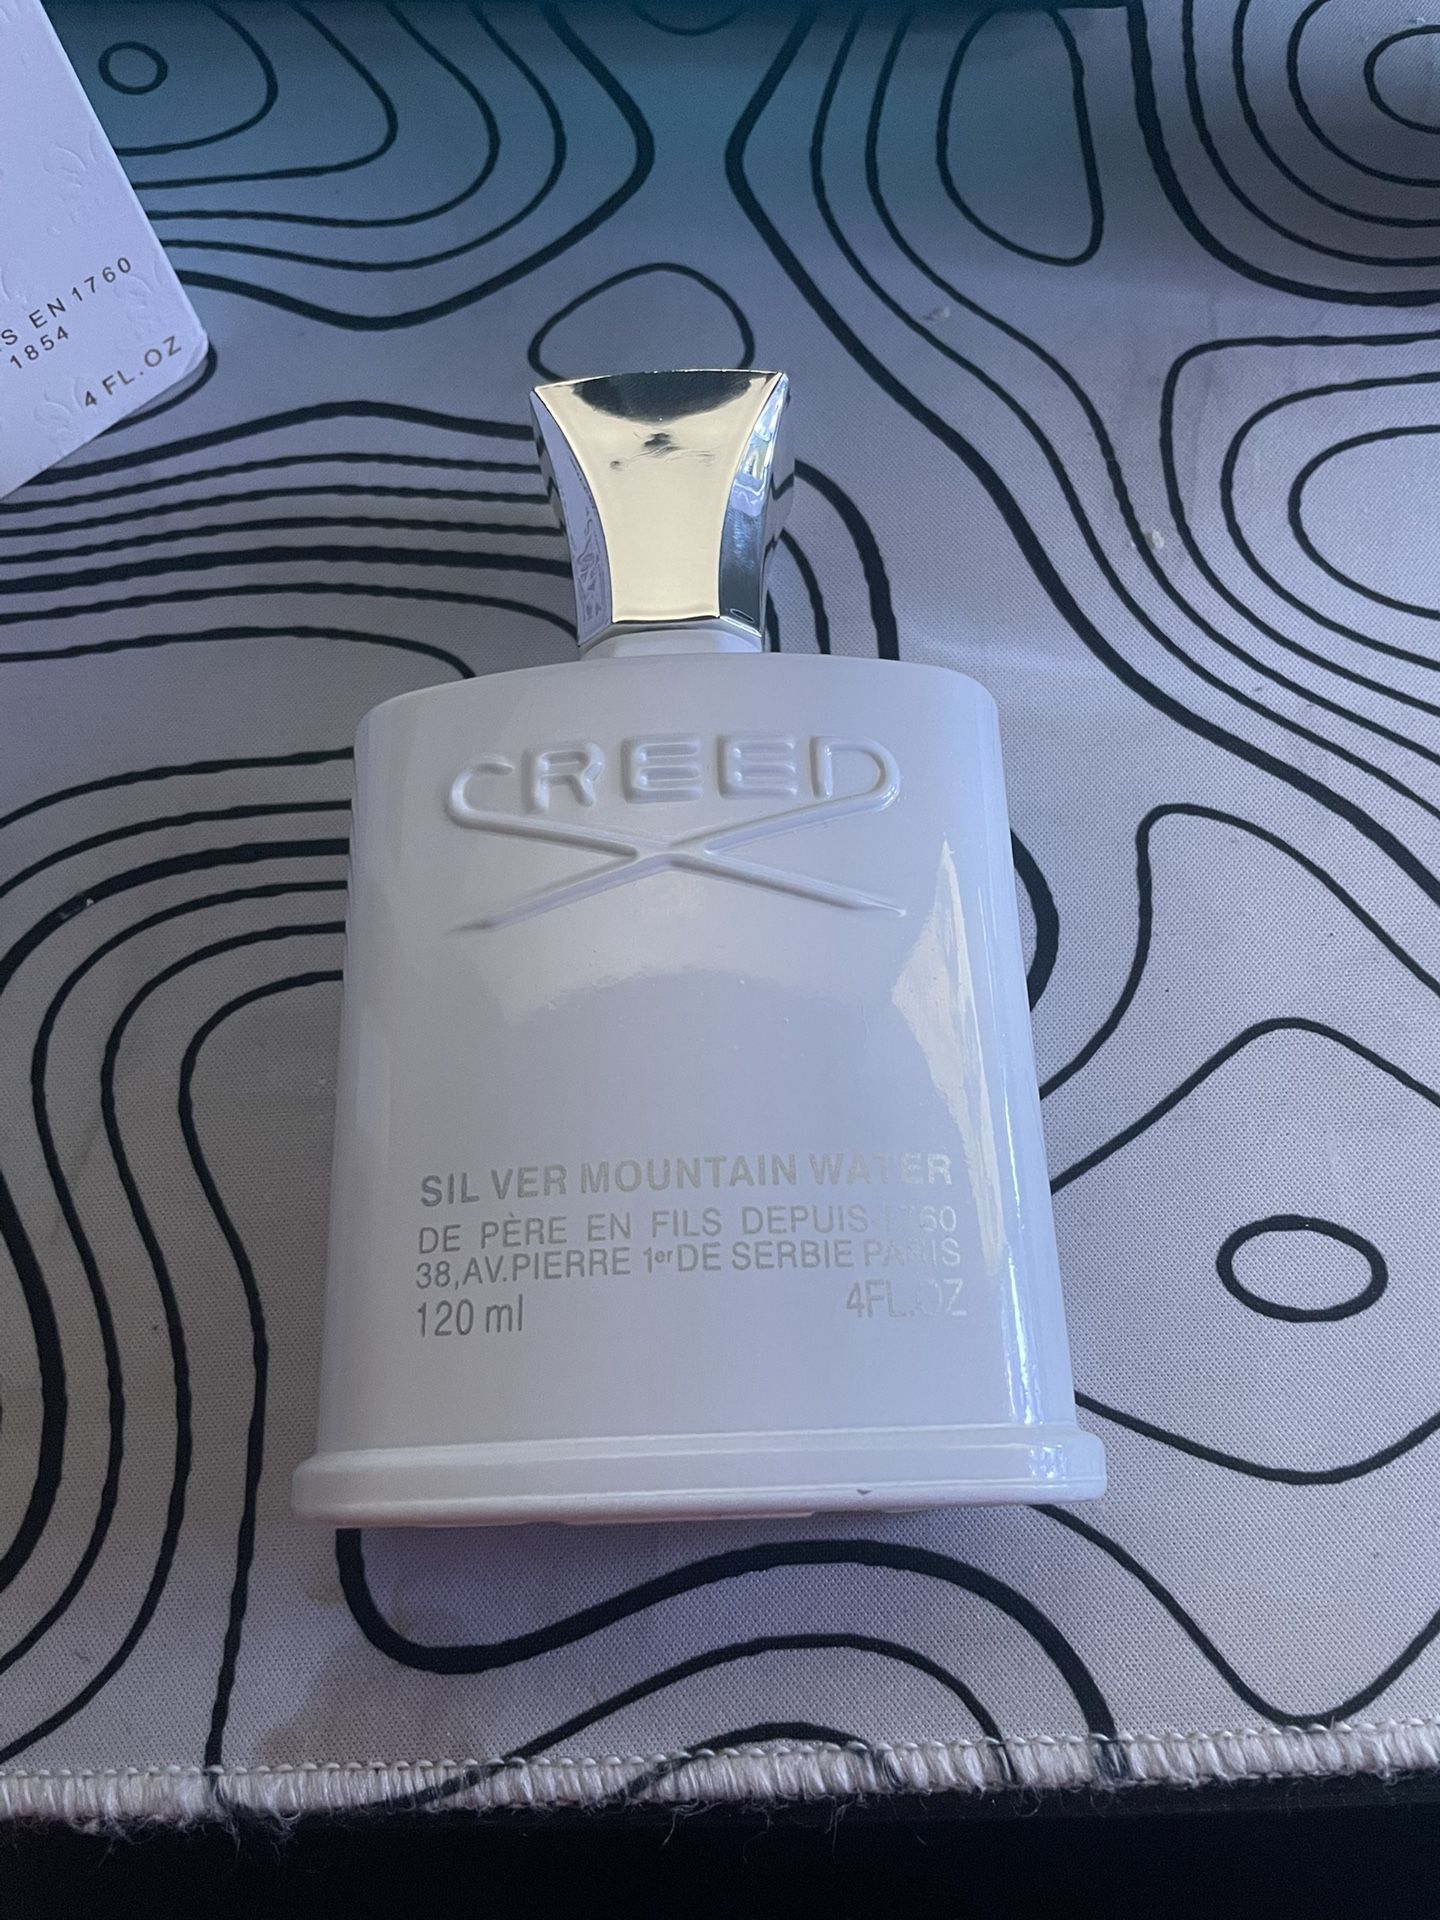 S EN 1760
1854
4 FL.OZ
CREED
SIL VER MOUNTAIN WATER
DE PÈRE EN FILS DEPUIS 1760
38,AV.PIERRE 1er DE SERBIE PARIS
120 ml 4FL.OZ